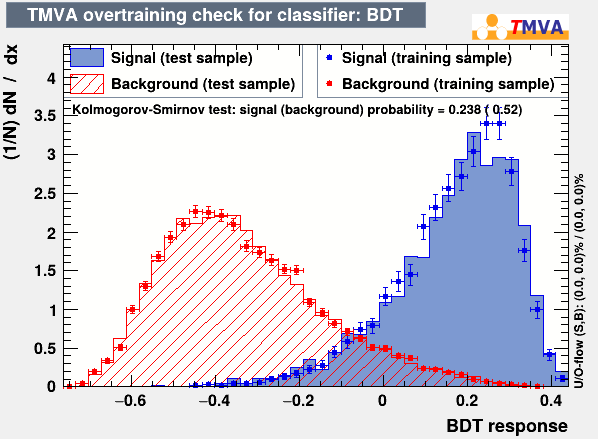 TMVA overtraining check for classifier: BDT
TMVA
(1/N) dN / dx
Signal (test sample)
Background (test sample)
Signal (training sample)
Background (training sample)
Kolmogorov-Smirnov test: signal (background) probability = 0.238 ( 0.52)
4
3.5
3
2.5
2
1.5
1
0.5
0
−0.6 −0.4 −0.2 0 0.2 0.4
BDT response
U/O-flow (S,B): (0.0, 0.0)% / (0.0, 0.0)%